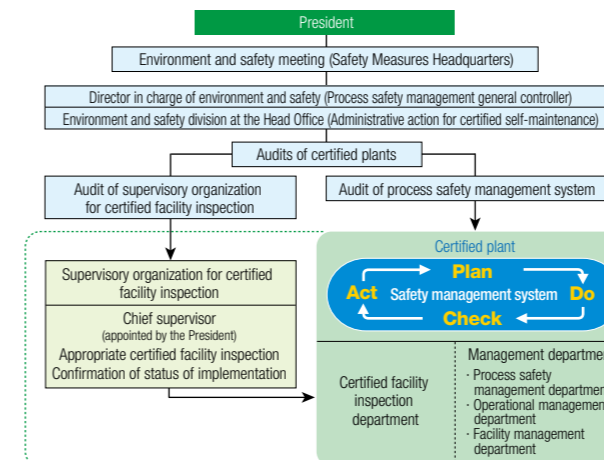 President
Environment and safety meeting (Safety Measures Headquarters)
Director in charge of environment and safety (Process safety management general controller)
Environment and safety division at the Head Office (Administrative action for certified self-maintenance)
Audits of certified plants
Audit of supervisory organization
for certified facility inspection
Audit of process safety management system
Supervisory organization for certified
facility inspection
Chief supervisor
(appointed by the President)
Appropriate certified facility inspection
Confirmation of status of implementation
Certified plant
Plan
Act Safety management system Do
Check
Certified facility
inspection
department
Management departmen
· Process safety
management departmen
· Operational managemen
department
· Facility management
department